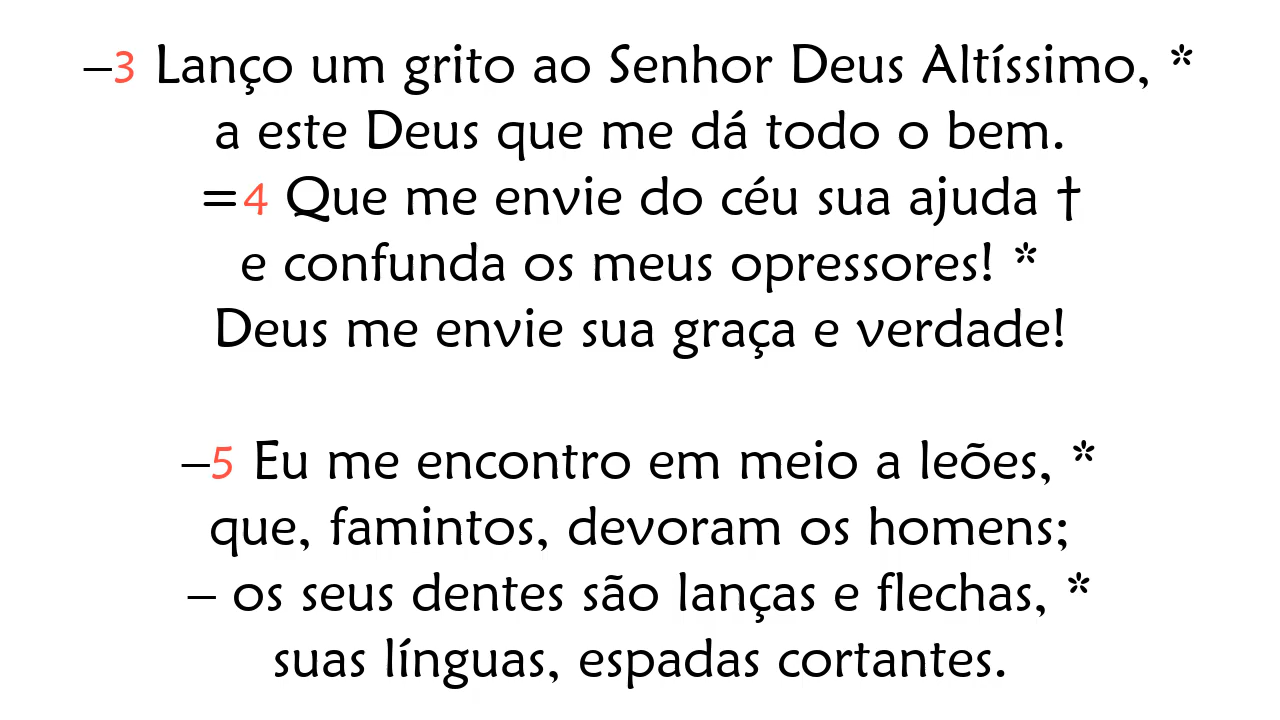 –3 Lanço um grito ao Senhor Deus Altíssimo, *
a este Deus que me dá todo o bem.
=4 Que me envie do céu sua ajuda †
e confunda os meus opressores! *
Deus me envie sua graça e verdade!
–5 Eu me encontro em meio a leões, *
que, famintos, devoram os homens;
– os seus dentes são lanças e flechas, *
suas línguas, espadas cortantes.